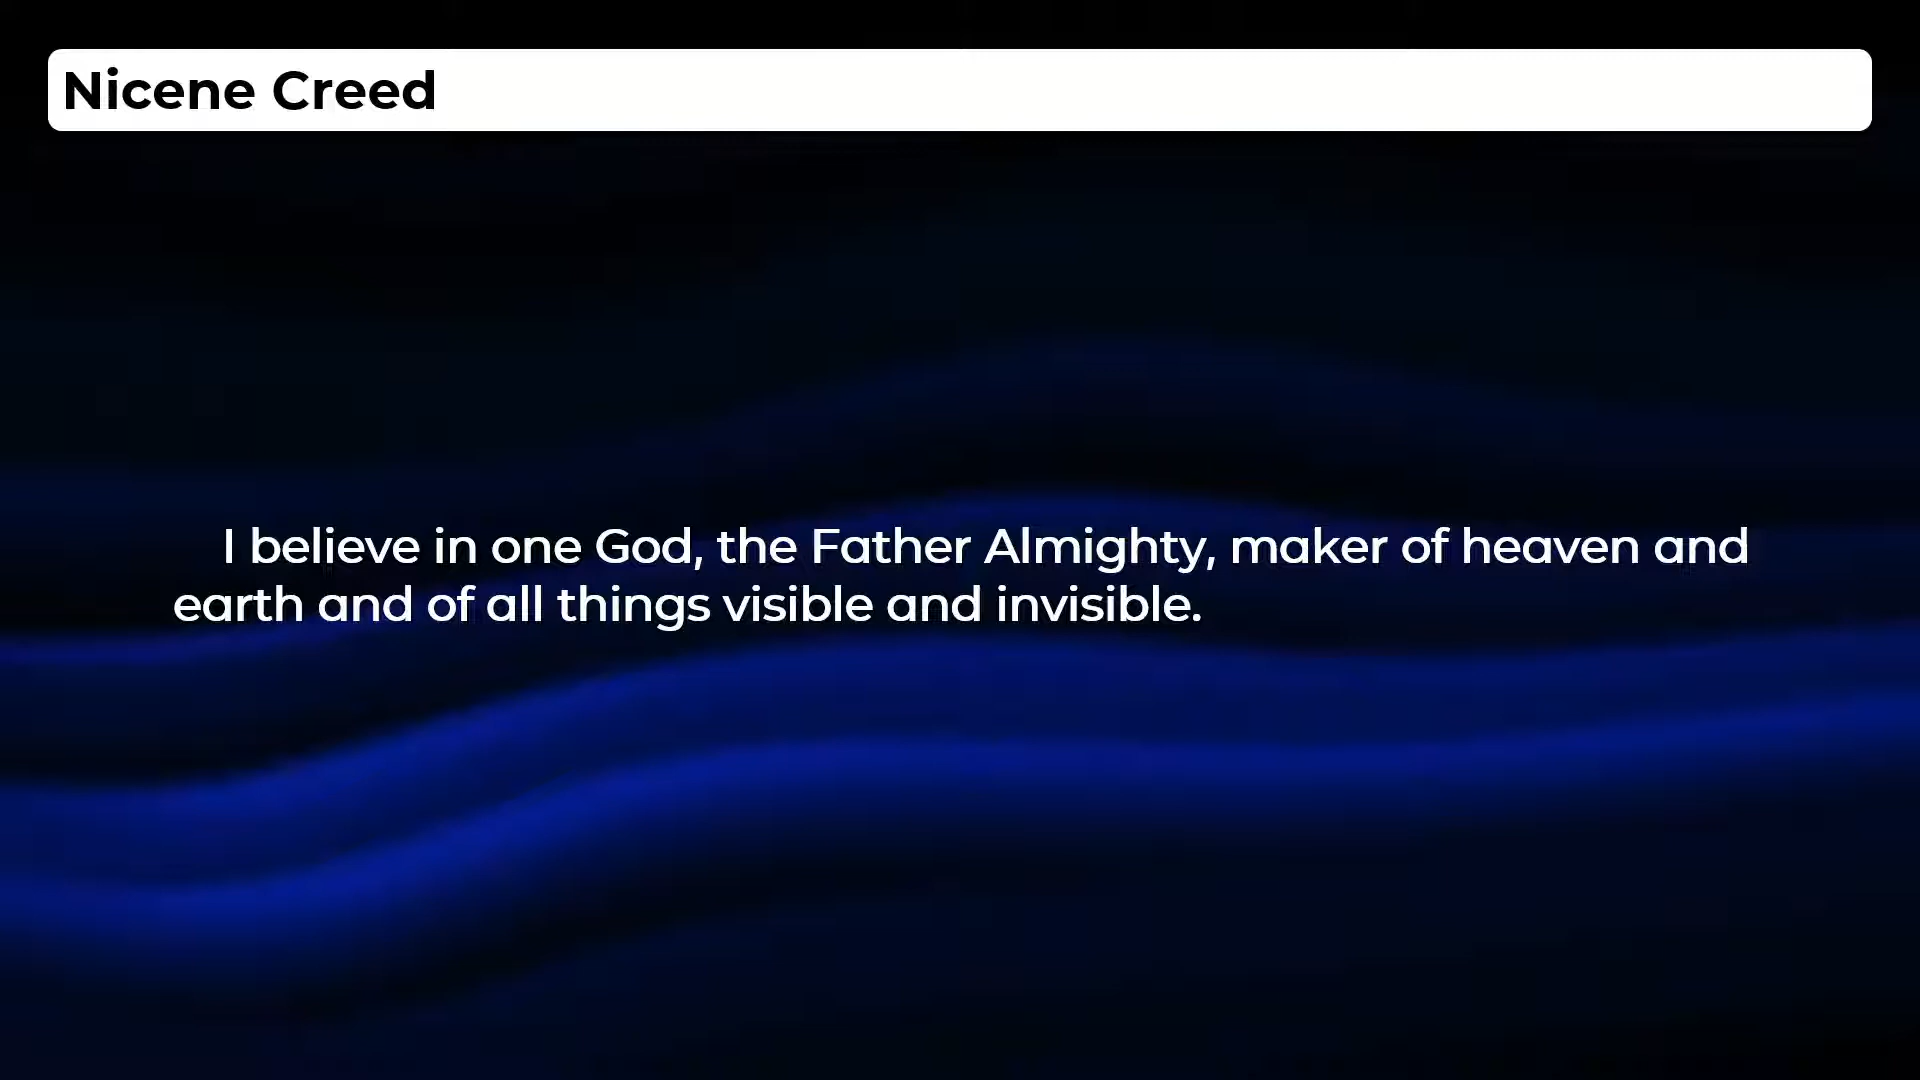 Nicene Creed
I believe in one God, the Father Almighty, maker of heaven and
earth and of all things visible and invisible.